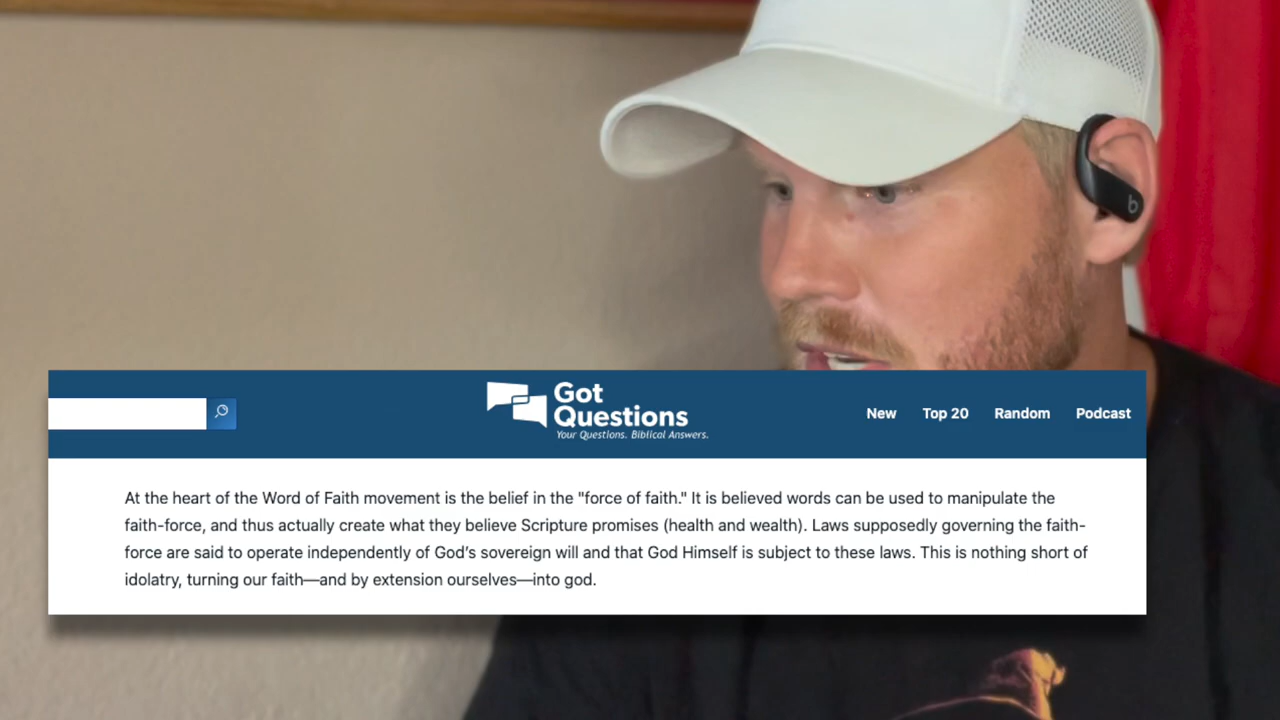 Got
Questions
Your Questions. Biblical Answers.
New Top 20 Random Podcast
At the heart of the Word of Faith movement is the belief in the "force of faith." It is believed words can be used to manipulate the
faith-force, and thus actually create what they believe Scripture promises (health and wealth). Laws supposedly governing the faith-
force are said to operate independently of God’s sovereign will and that God Himself is subject to these laws. This is nothing short of
idolatry, turning our faith—and by extension ourselves—into god.
b